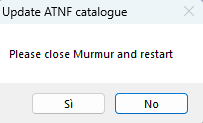 Update ATNF catalogue
Please close Murmur and restart
Sì
No